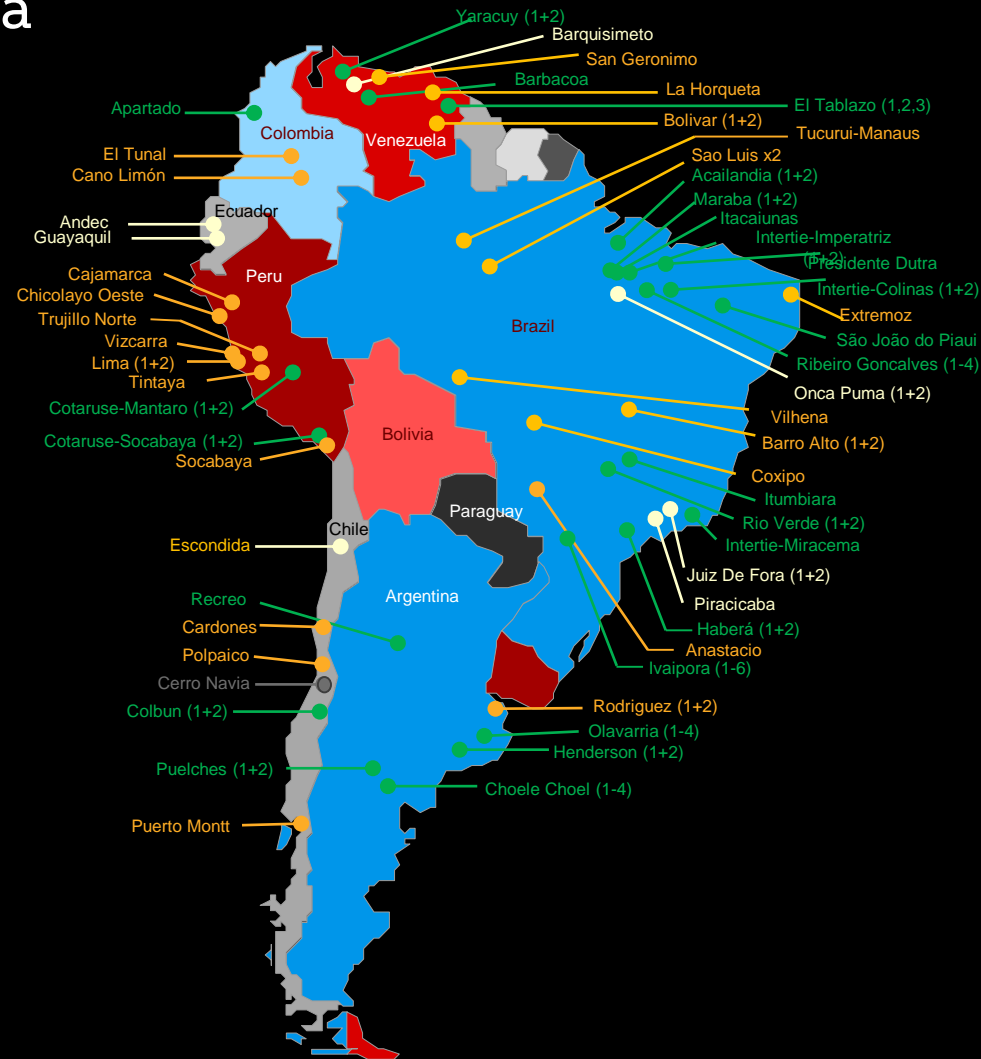 a
Yaracuy (1+2)
Barquisimeto
San Geronimo
Barbacoa
La Horqueta
El Tablazo (1,2,3)
Apartado
Bolivar (1+2)
Colombia
Venezuela
Tucurui-Manaus
El Tunal
Sao Luis x2
Cano Limón
Acailandia (1+2)
Maraba (1+2)
Ecuador
Itacaiunas
Andec
Guayaquil
Intertie-Imperatriz
(1+2)
Presidente Dutra
Cajamarca
Peru
Chicolayo Oeste
Intertie-Colinas (1+2)
Trujillo Norte
Extremoz
Brazil
Vizcarra
São João do Piaui
Lima (1+2)
Ribeiro Goncalves (1-4)
Tintaya
Onca Puma (1+2)
Cotaruse-Mantaro (1+2)
Vilhena
Bolivia
Cotaruse-Socabaya (1+2)
Barro Alto (1+2)
Socabaya
Coxipo
Itumbiara
Paraguay
Rio Verde (1+2)
Chile
Escondida
Intertie-Miracema
Juiz De Fora (1+2)
Argentina
Recreo
Piracicaba
Cardones
Haberá (1+2)
Polpaico
Anastacio
Ivaipora (1-6)
Cerro Navia
Colbun (1+2)
Rodriguez (1+2)
Olavarria (1-4)
Henderson (1+2)
Puelches (1+2)
Choele Choel (1-4)
Puerto Montt